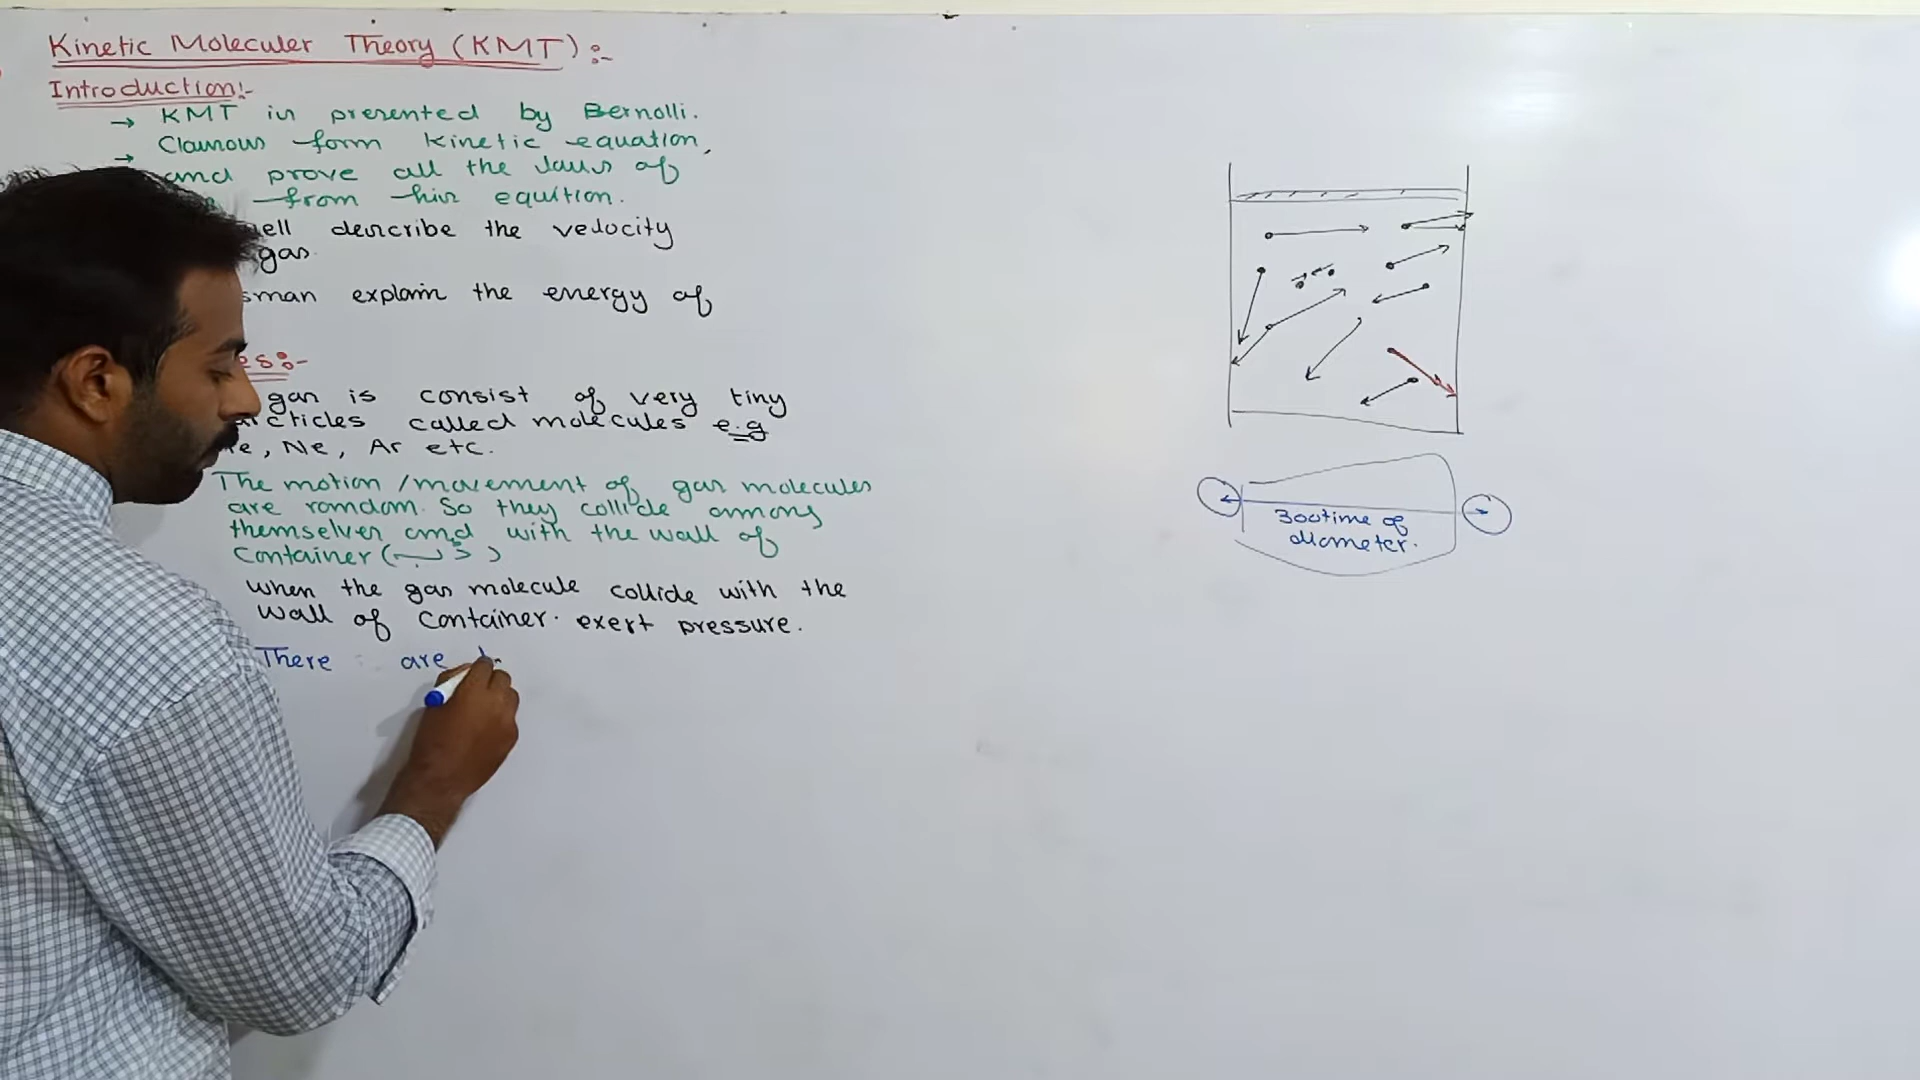 Kinetic Moleculer Theory (KMT):-
Introduction:-
→ KMT is presented by Bernolli.
→ Clausous form Kinetic equation,
and prove all the laws of
from his equition.
ell describe the velocity
gas.
sman explain the energy of
es:-
gas is consist of very tiny
articles called molecules e.g
e, Ne, Ar etc.
The motion/movement of gas molecules
are random. So they collide among
themselves and with the wall of
Container (
when the gas molecule collide with the
wall of container. exert pressure.
There are
300time of
diameter.